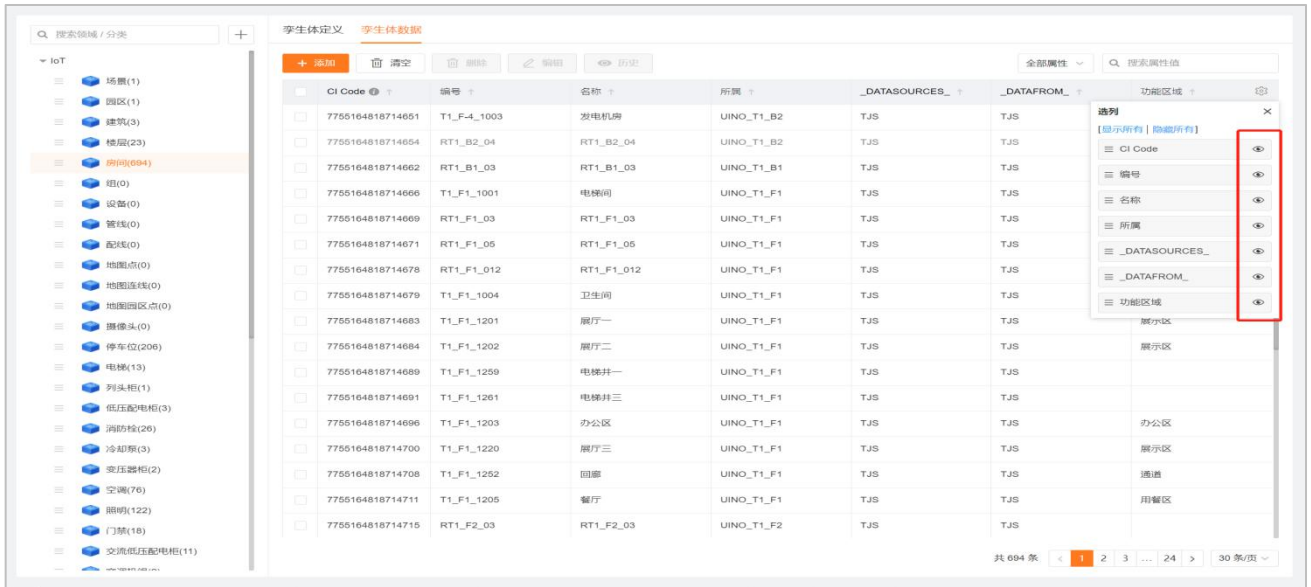 搜索领域 / 分类
IoT
场景(1)
园区(1)
建筑(3)
楼层(23)
房间(694)
组(0)
设备(0)
管线(0)
配线(0)
地图点(0)
地图连线(0)
地图园区点(0)
摄像头(0)
停车位(206)
电梯(13)
列头柜(1)
低压配电柜(3)
消防栓(26)
冷却泵(3)
变压器柜(2)
空调(76)
照明(122)
门禁(18)
交流低压配电柜(11)
孪生体定义 孪生体数据
+ 添加 清空 删除 编辑 历史 全部属性 搜索属性值
CI Code 编号 名称 所属 _DATASOURCES_ _DATAFROM_ 功能区域
7755164818714651 T1_F-4_1003 发电机房 UINO_T1_B2 TJS TJS
7755164818714654 RT1_B2_04 RT1_B2_04 UINO_T1_B2 TJS TJS
7755164818714662 RT1_B1_03 RT1_B1_03 UINO_T1_B1 TJS TJS
7755164818714666 T1_F1_1001 电梯间 UINO_T1_F1 TJS TJS
7755164818714669 RT1_F1_03 RT1_F1_03 UINO_T1_F1 TJS TJS
7755164818714671 RT1_F1_05 RT1_F1_05 UINO_T1_F1 TJS TJS
7755164818714678 RT1_F1_012 RT1_F1_012 UINO_T1_F1 TJS TJS
7755164818714679 T1_F1_1004 卫生间 UINO_T1_F1 TJS TJS
7755164818714683 T1_F1_1201 展厅一 UINO_T1_F1 TJS TJS 展示区
7755164818714684 T1_F1_1202 展厅二 UINO_T1_F1 TJS TJS 展示区
7755164818714689 T1_F1_1259 电梯井一 UINO_T1_F1 TJS TJS
7755164818714691 T1_F1_1261 电梯井三 UINO_T1_F1 TJS TJS
7755164818714696 T1_F1_1203 办公区 UINO_T1_F1 TJS TJS 办公区
7755164818714700 T1_F1_1220 展厅三 UINO_T1_F1 TJS TJS 展示区
7755164818714708 T1_F1_1252 回廊 UINO_T1_F1 TJS TJS 通道
7755164818714711 T1_F1_1205 餐厅 UINO_T1_F1 TJS TJS 用餐区
7755164818714715 RT1_F2_03 RT1_F2_03 UINO_T1_F2 TJS TJS
选列 ×
[显示所有 | 隐藏所有]
CI Code
编号
名称
所属
_DATASOURCES_
_DATAFROM_
功能区域
共 694 条 < 1 2 3 ... 24 > 30 条/页